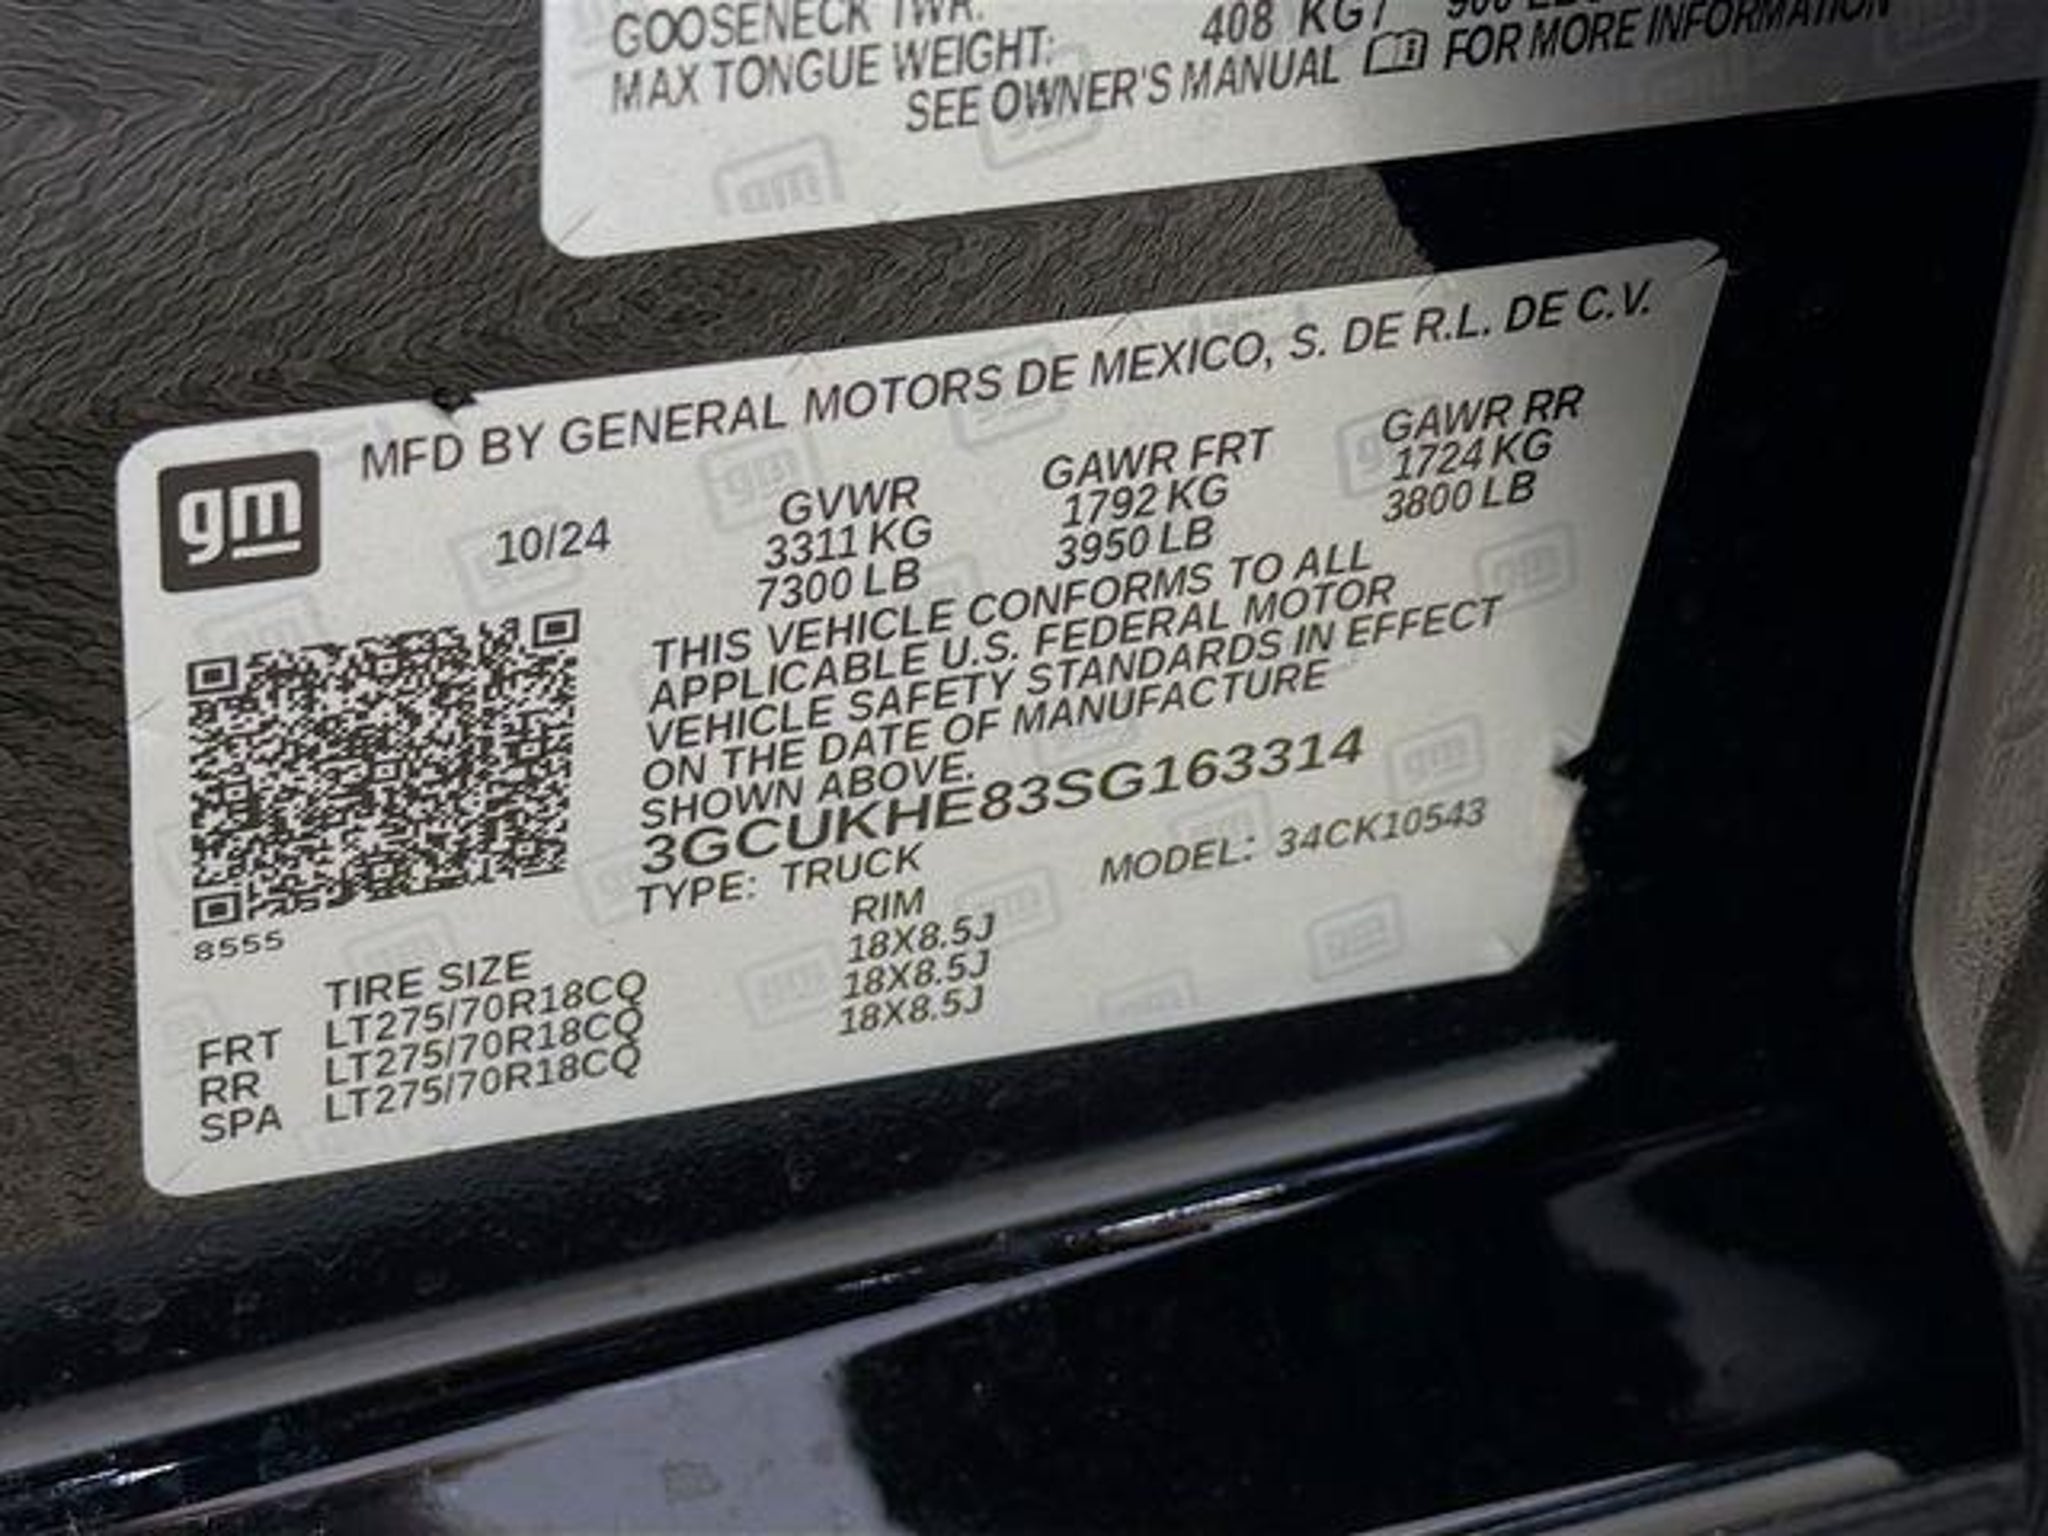 GOOSENECK TWR:
MAX TONGUE WEIGHT: 408 KG/
SEE OWNER'S MANUAL FOR MORE INFORMATION
gm
MFD BY GENERAL MOTORS DE MEXICO, S. DE R.L. DE C.V.
10/24 GVWR GAWR FRT GAWR RR
3311 KG 1792 KG 1724 KG
7300 LB 3950 LB 3800 LB
THIS VEHICLE CONFORMS TO ALL
APPLICABLE U.S. FEDERAL MOTOR
VEHICLE SAFETY STANDARDS IN EFFECT
ON THE DATE OF MANUFACTURE
SHOWN ABOVE.
3GCUKHE83SG163314
TYPE: TRUCK MODEL: 34CK10543
8555
TIRE SIZE RIM
FRT LT275/70R18CQ 18X8.5J
RR LT275/70R18CQ 18X8.5J
SPA LT275/70R18CQ 18X8.5J